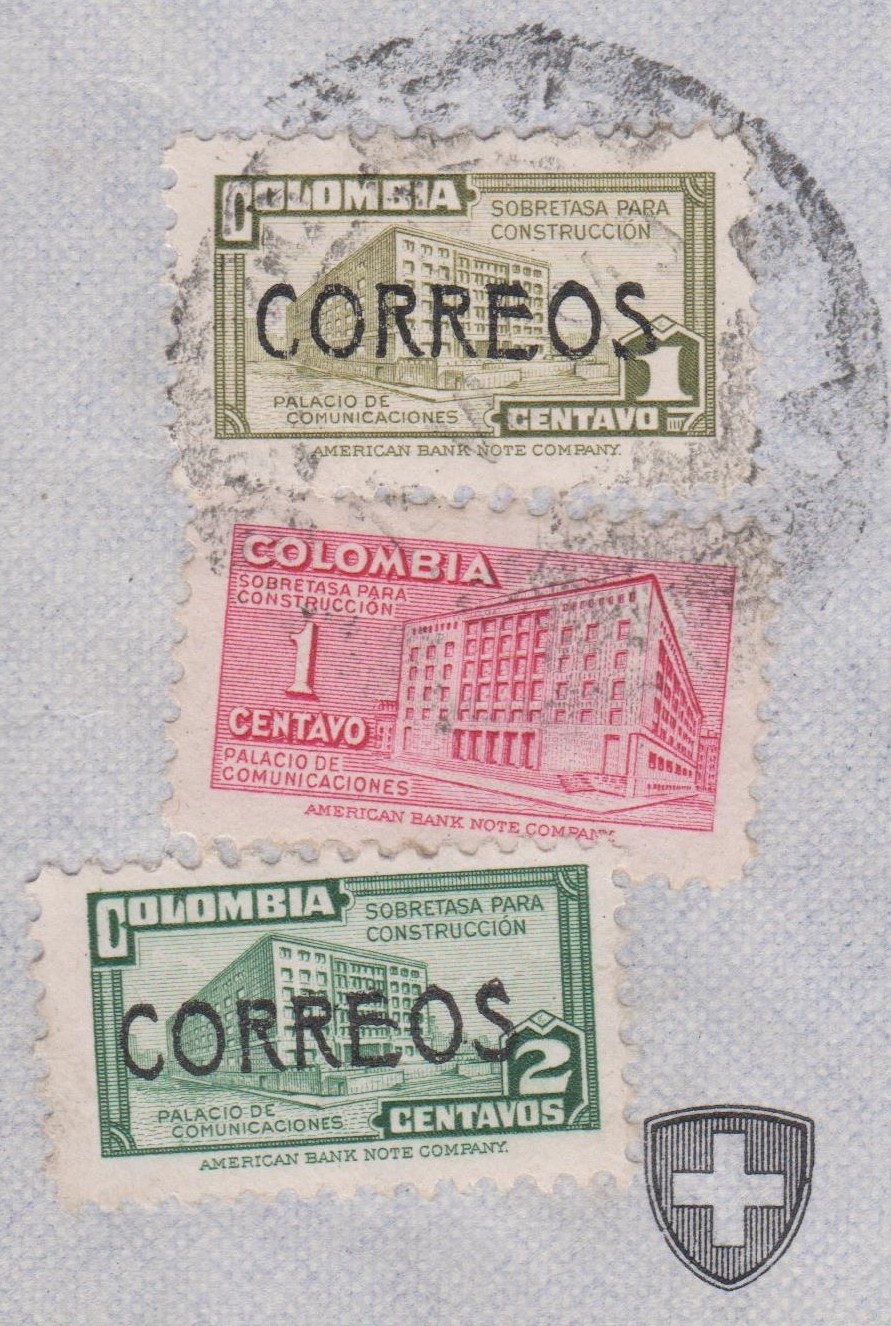 COLOMBIA
SOBRETASA PARA
CONSTRUCCIÓN
CORREOS
1
PALACIO DE
COMUNICACIONES
CENTAVO
AMERICAN BANK NOTE COMPANY.
COLOMBIA
SOBRETASA PARA
CONSTRUCCIÓN
1
CENTAVO
PALACIO DE
COMUNICACIONES
AMERICAN BANK NOTE COMPANY.
COLOMBIA
SOBRETASA PARA
CONSTRUCCIÓN
CORREOS
2
PALACIO DE
COMUNICACIONES
CENTAVOS
AMERICAN BANK NOTE COMPANY.